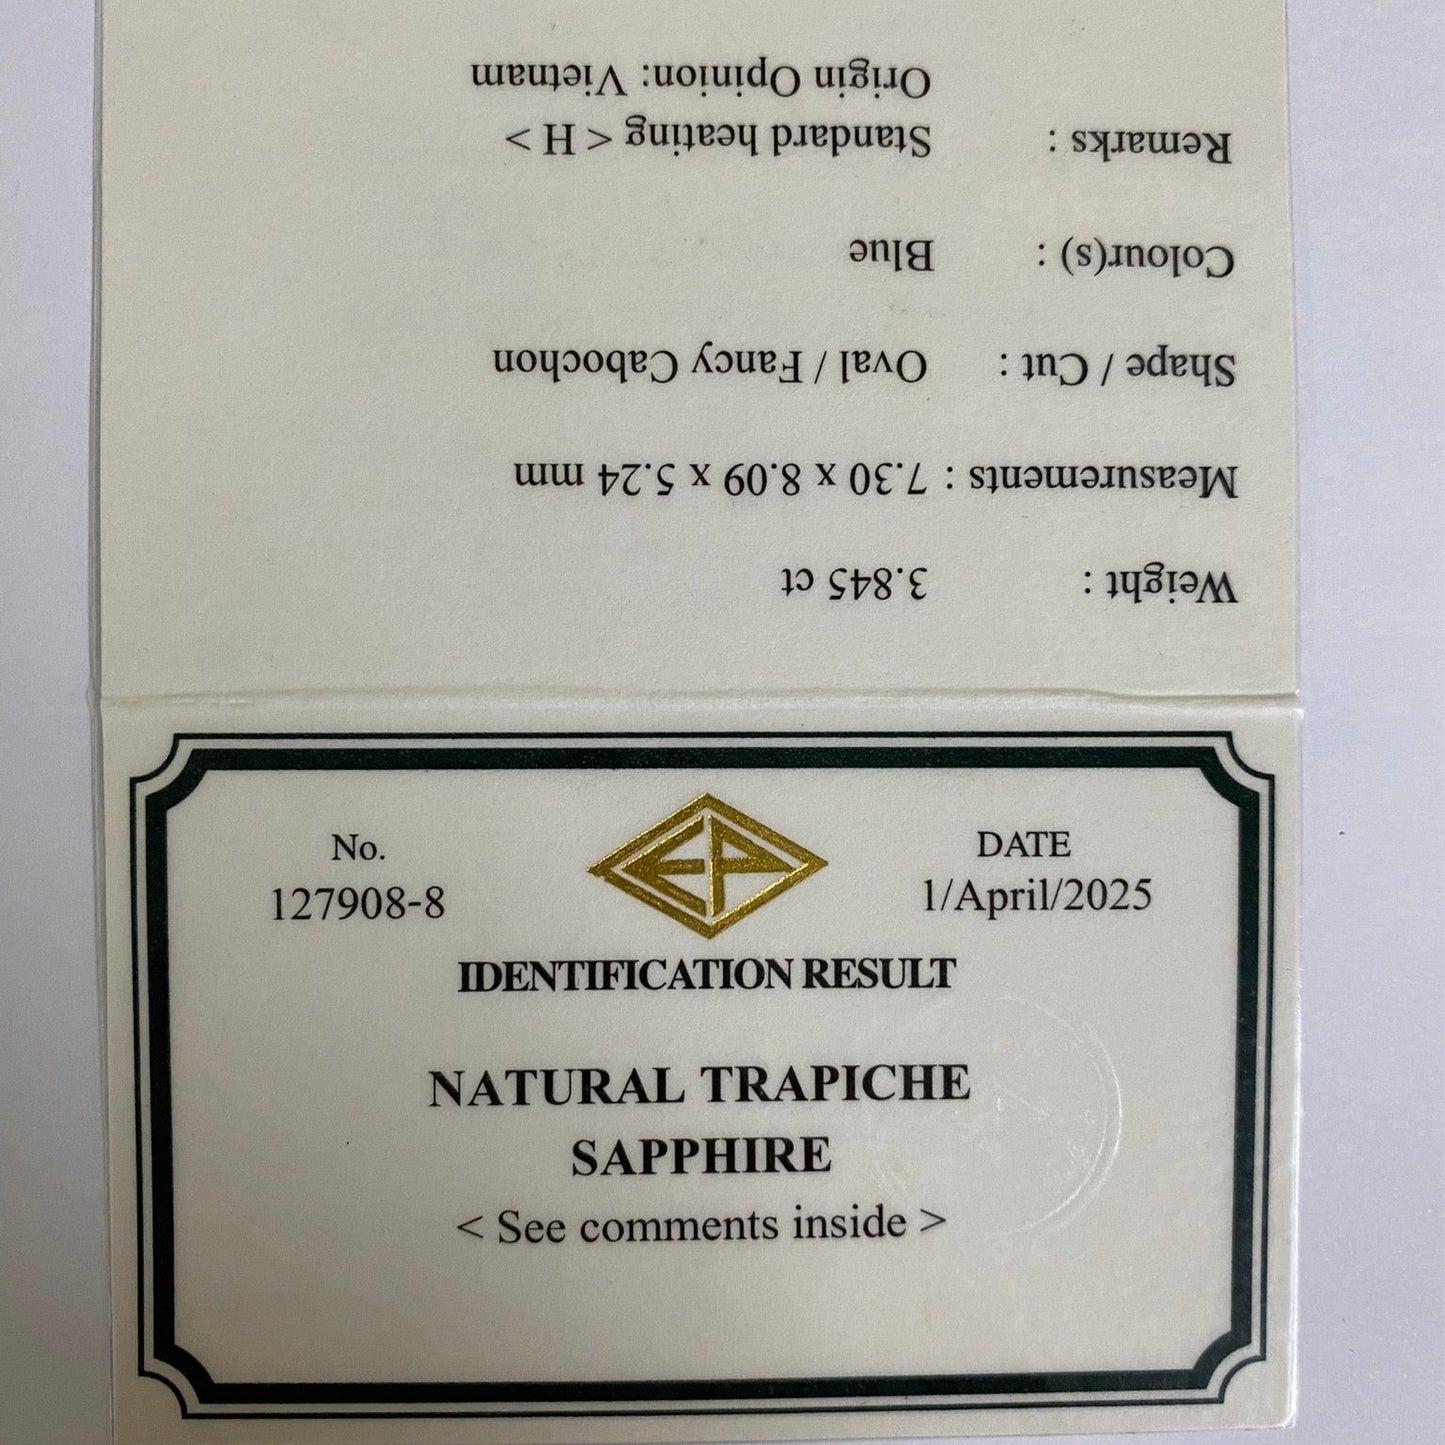 Weight : 3.845 ct
Measurements : 7.30 x 8.09 x 5.24 mm
Shape / Cut : Oval / Fancy Cabochon
Colour(s) : Blue
Remarks : Standard heating < H >
Origin Opinion: Vietnam
No.
127908-8
EP
DATE
1/April/2025
IDENTIFICATION RESULT
NATURAL TRAPICHE
SAPPHIRE
< See comments inside >